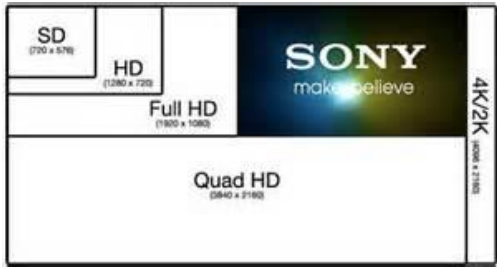 SD
(720 x 576)
HD
(1280 x 720)
Full HD
(1920 x 1080)
SONY
make.believe
Quad HD
(3840 x 2160)
4K/2K (4096 x 2160)